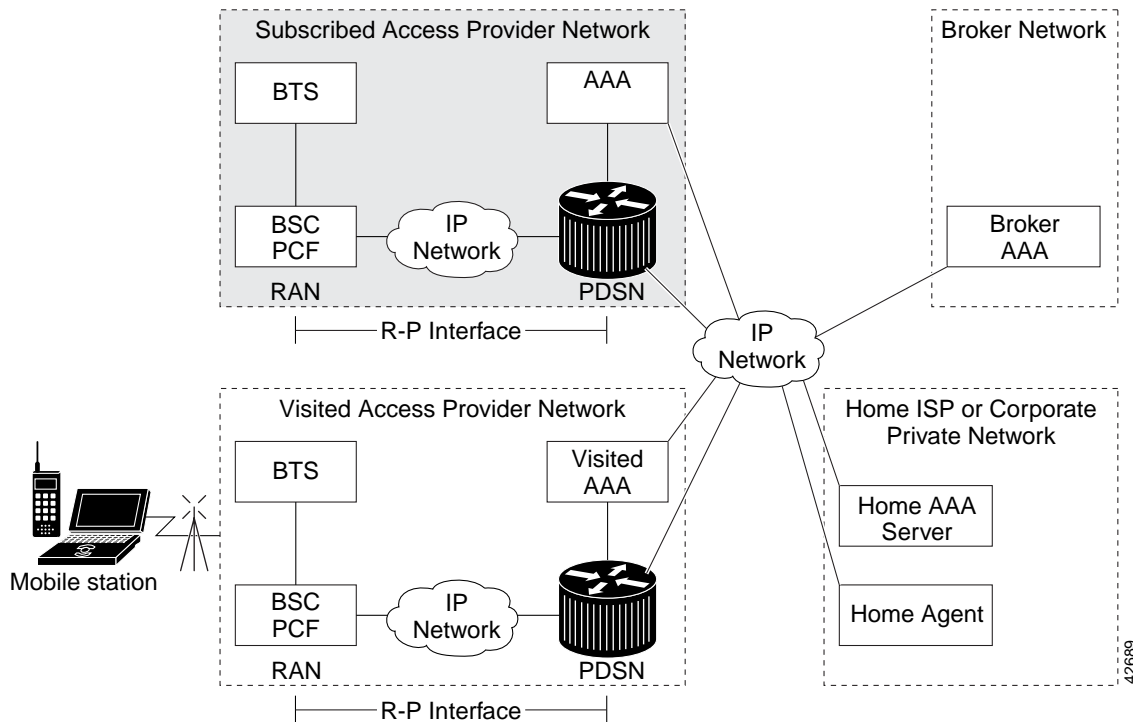 Subscribed Access Provider Network
BTS
AAA
BSC
PCF
IP
Network
RAN
PDSN
R-P Interface
Broker Network
Broker
AAA
IP
Network
Visited Access Provider Network
BTS
Visited
AAA
BSC
PCF
IP
Network
RAN
PDSN
R-P Interface
Mobile station
Home ISP or Corporate
Private Network
Home AAA
Server
Home Agent
42689